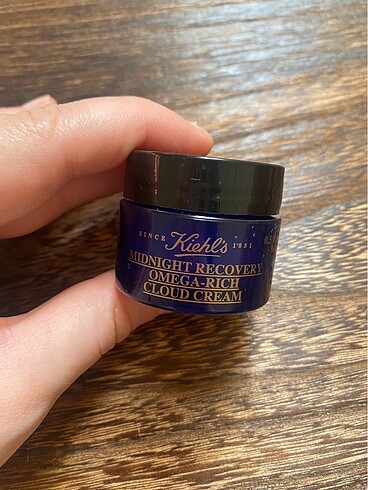 SINCE Kiehl's 1851
MIDNIGHT RECOVERY
OMEGA-RICH
CLOUD CREAM